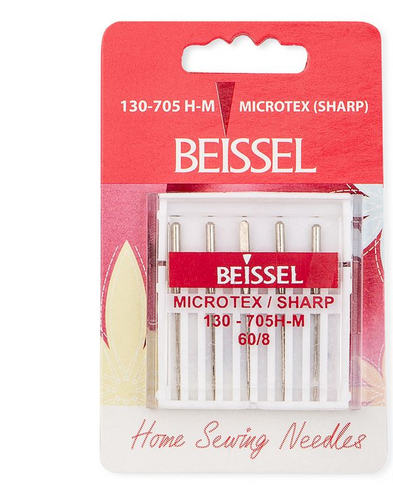 130-705 H-M MICROTEX (SHARP)
BEISSEL
BEISSEL
MICROTEX / SHARP
130 - 705H-M
60/8
Home Sewing Needles